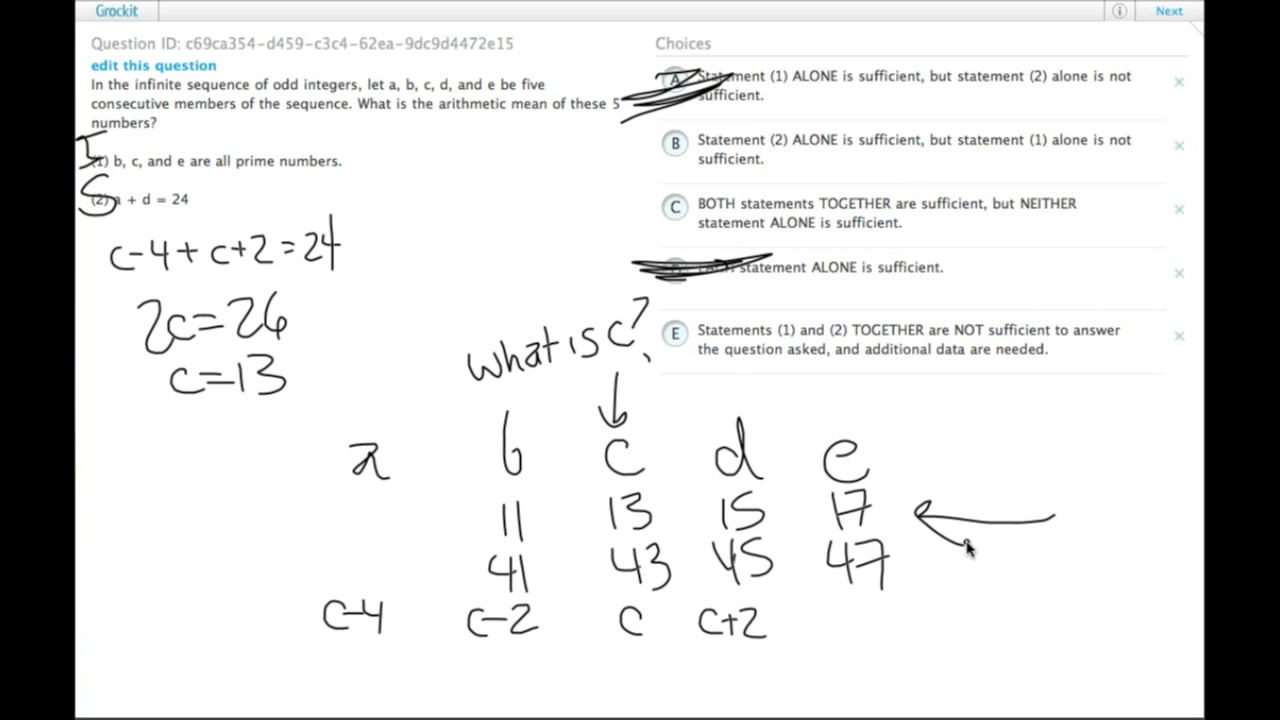 Grockit
Next
Question ID: c69ca354-d459-c3c4-62ea-9dc9d4472e15
edit this question
In the infinite sequence of odd integers, let a, b, c, d, and e be five
consecutive members of the sequence. What is the arithmetic mean of these 5
numbers?
I
(1) b, c, and e are all prime numbers.
S
(2) a + d = 24
c-4+c+2=24
2c=26
c=13
Choices
A Statement (1) ALONE is sufficient, but statement (2) alone is not
sufficient.
B Statement (2) ALONE is sufficient, but statement (1) alone is not
sufficient.
C BOTH statements TOGETHER are sufficient, but NEITHER
statement ALONE is sufficient.
statement ALONE is sufficient.
E Statements (1) and (2) TOGETHER are NOT sufficient to answer
the question asked, and additional data are needed.
what is c?
a b c d e
11 13 15 17
41 43 45 47
c-4 c-2 c c+2